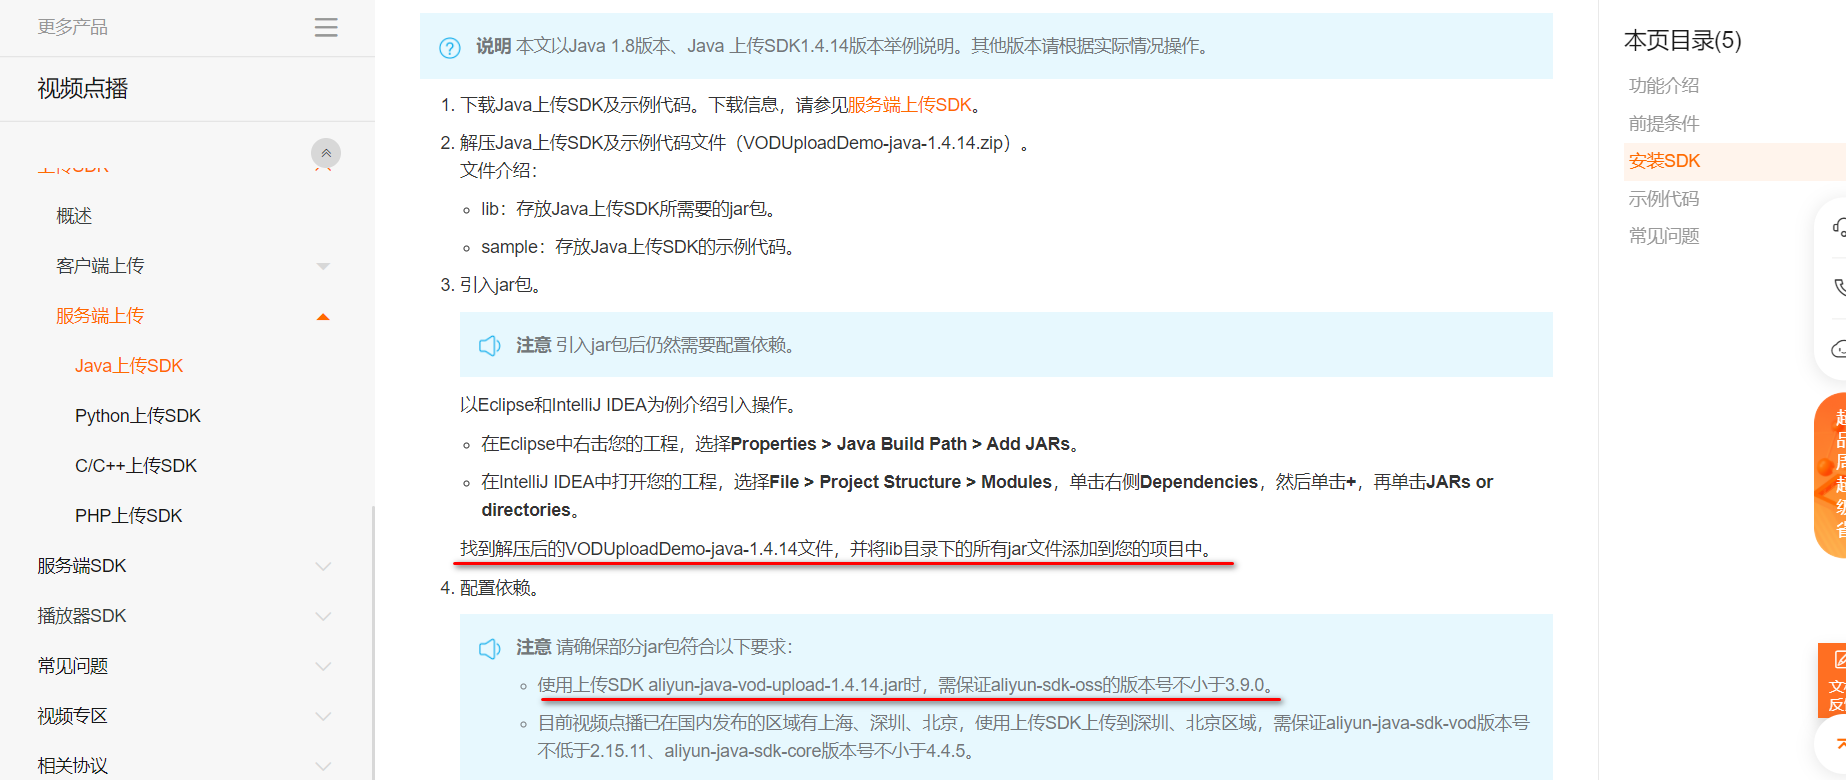 更多产品
视频点播
上传SDK
概述
客户端上传
服务端上传
Java上传SDK
Python上传SDK
C/C++上传SDK
PHP上传SDK
服务端SDK
播放器SDK
常见问题
视频专区
相关协议
说明 本文以Java 1.8版本、Java 上传SDK1.4.14版本举例说明。其他版本请根据实际情况操作。
1. 下载Java上传SDK及示例代码。下载信息，请参见服务端上传SDK。
2. 解压Java上传SDK及示例代码文件（VODUploadDemo-java-1.4.14.zip）。
文件介绍：
lib：存放Java上传SDK所需要的jar包。
sample：存放Java上传SDK的示例代码。
3. 引入jar包。
注意 引入jar包后仍然需要配置依赖。
以Eclipse和IntelliJ IDEA为例介绍引入操作。
在Eclipse中右击您的工程，选择Properties > Java Build Path > Add JARs。
在IntelliJ IDEA中打开您的工程，选择File > Project Structure > Modules，单击右侧Dependencies，然后单击+，再单击JARs or
directories。
找到解压后的VODUploadDemo-java-1.4.14文件，并将lib目录下的所有jar文件添加到您的项目中。
4. 配置依赖。
注意 请确保部分jar包符合以下要求：
使用上传SDK aliyun-java-vod-upload-1.4.14.jar时，需保证aliyun-sdk-oss的版本号不小于3.9.0。
目前视频点播已在国内发布的区域有上海、深圳、北京，使用上传SDK上传到深圳、北京区域，需保证aliyun-java-sdk-vod版本号
不低于2.15.11、aliyun-java-sdk-core版本号不小于4.4.5。
本页目录(5)
功能介绍
前提条件
安装SDK
示例代码
常见问题